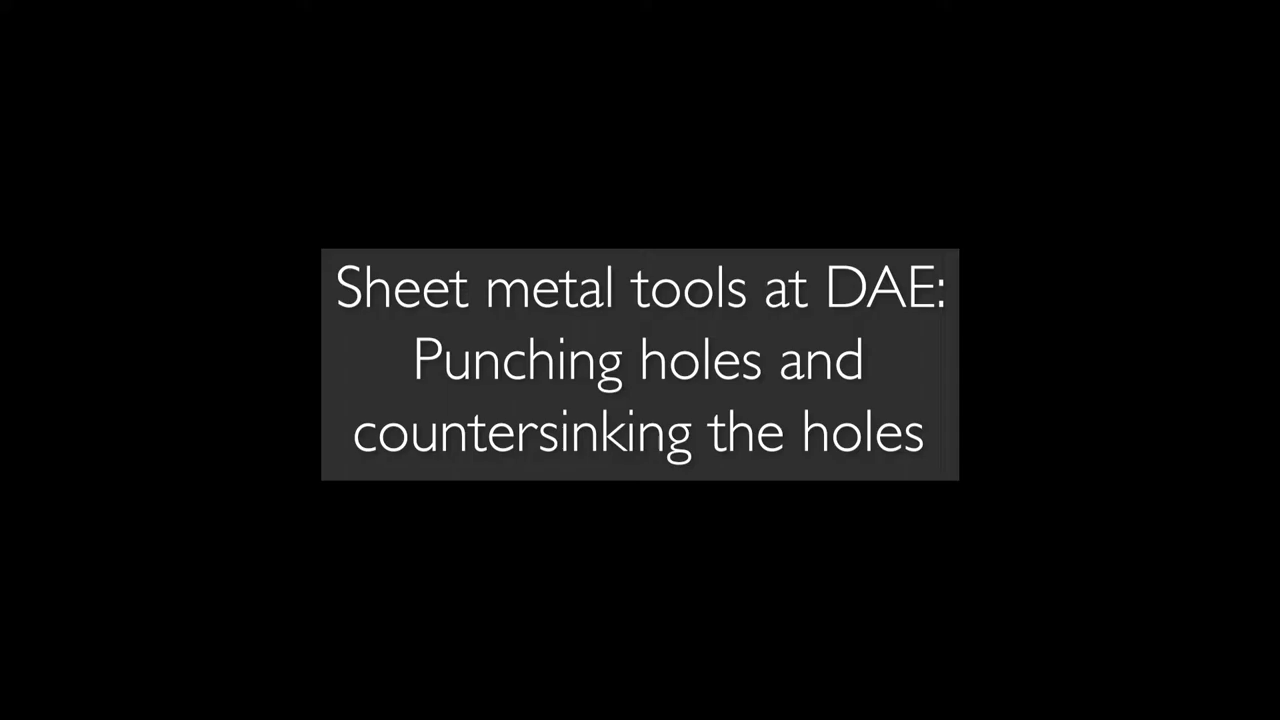 Sheet metal tools at DAE:
Punching holes and
countersinking the holes